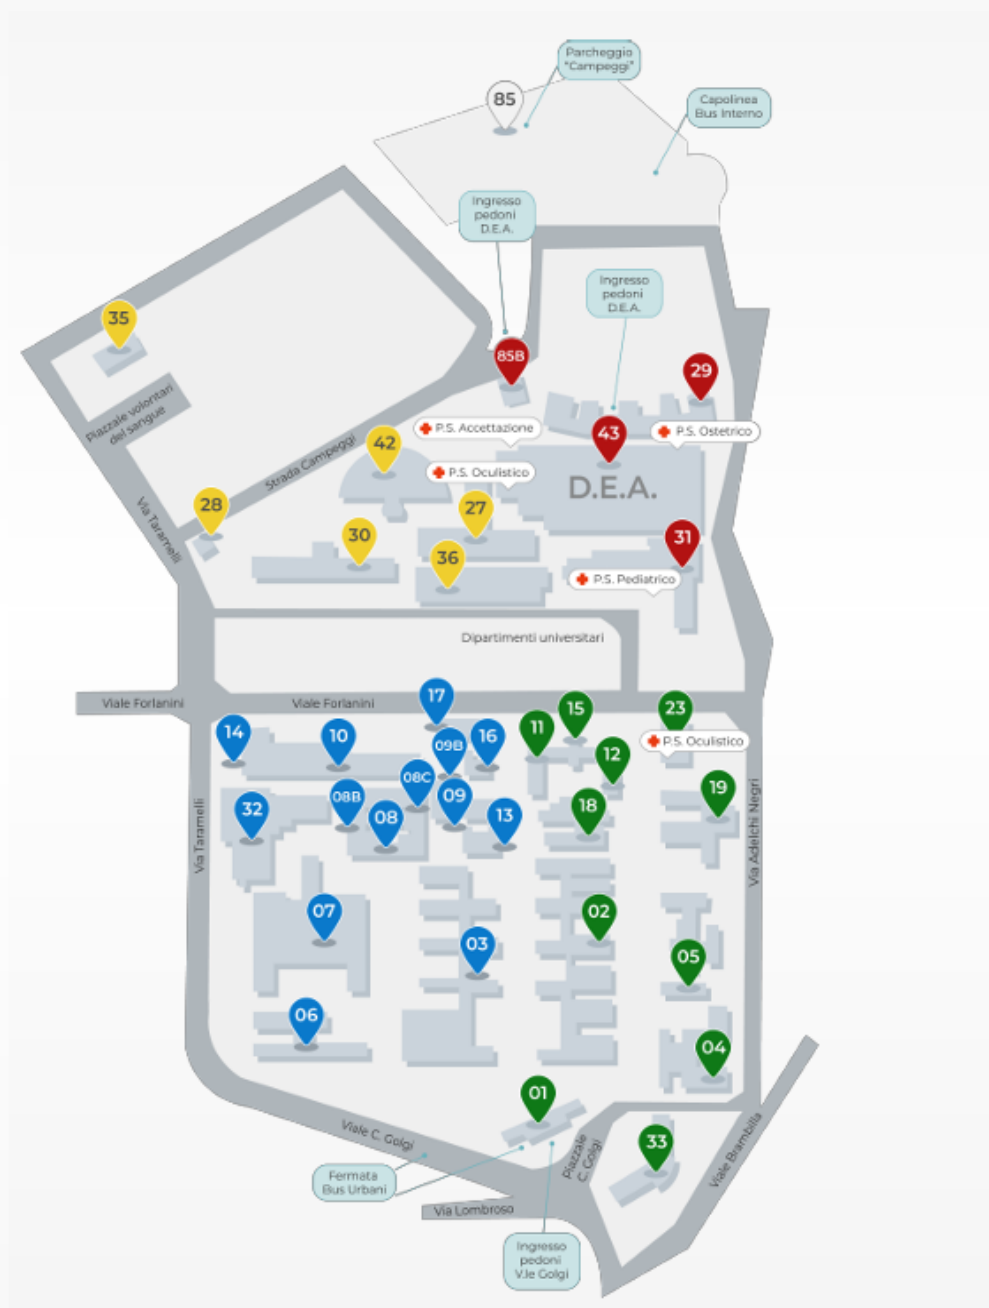 Parcheggio
"Campeggi"
85
Capolinea
Bus Interno
Ingresso
pedoni
D.E.A.
Ingresso
pedoni
D.E.A.
35
85B
29
Piazzale volontari
del sangue
P.S. Accettazione
43
P.S. Ostetrico
42
Strada Campeggi
P.S. Oculistico
D.E.A.
28
27
Via Taramelli
30
36
31
P.S. Pediatrico
Dipartimenti universitari
Viale Forlanini
Viale Forlanini
17
15
23
14
10
09B
16
11
P.S. Oculistico
12
08C
32
08B
08
09
13
18
19
Via Taramelli
Via Adelchi Negri
07
03
02
05
06
04
01
Viale C. Golgi
Piazzale
C. Golgi
33
Viale Brambilla
Fermata
Bus Urbani
Via Lombroso
Ingresso
pedoni
V.le Golgi